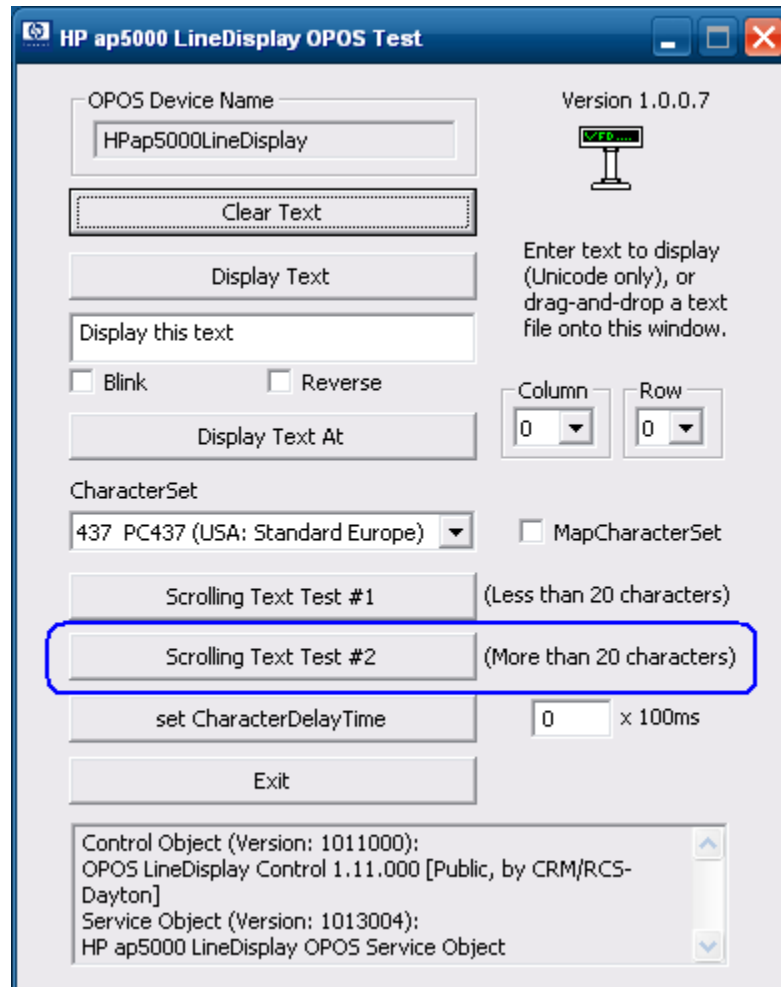 HP ap5000 LineDisplay OPOS Test
OPOS Device Name
Version 1.0.0.7
HPap5000LineDisplay
VFD....
Clear Text
Display Text
Enter text to display
(Unicode only), or
drag-and-drop a text
file onto this window.
Display this text
Blink
Reverse
Column
Row
0
0
Display Text At
CharacterSet
437 PC437 (USA: Standard Europe)
MapCharacterSet
Scrolling Text Test #1
(Less than 20 characters)
Scrolling Text Test #2
(More than 20 characters)
set CharacterDelayTime
0
x 100ms
Exit
Control Object (Version: 1011000):
OPOS LineDisplay Control 1.11.000 [Public, by CRM/RCS-
Dayton]
Service Object (Version: 1013004):
HP ap5000 LineDisplay OPOS Service Object